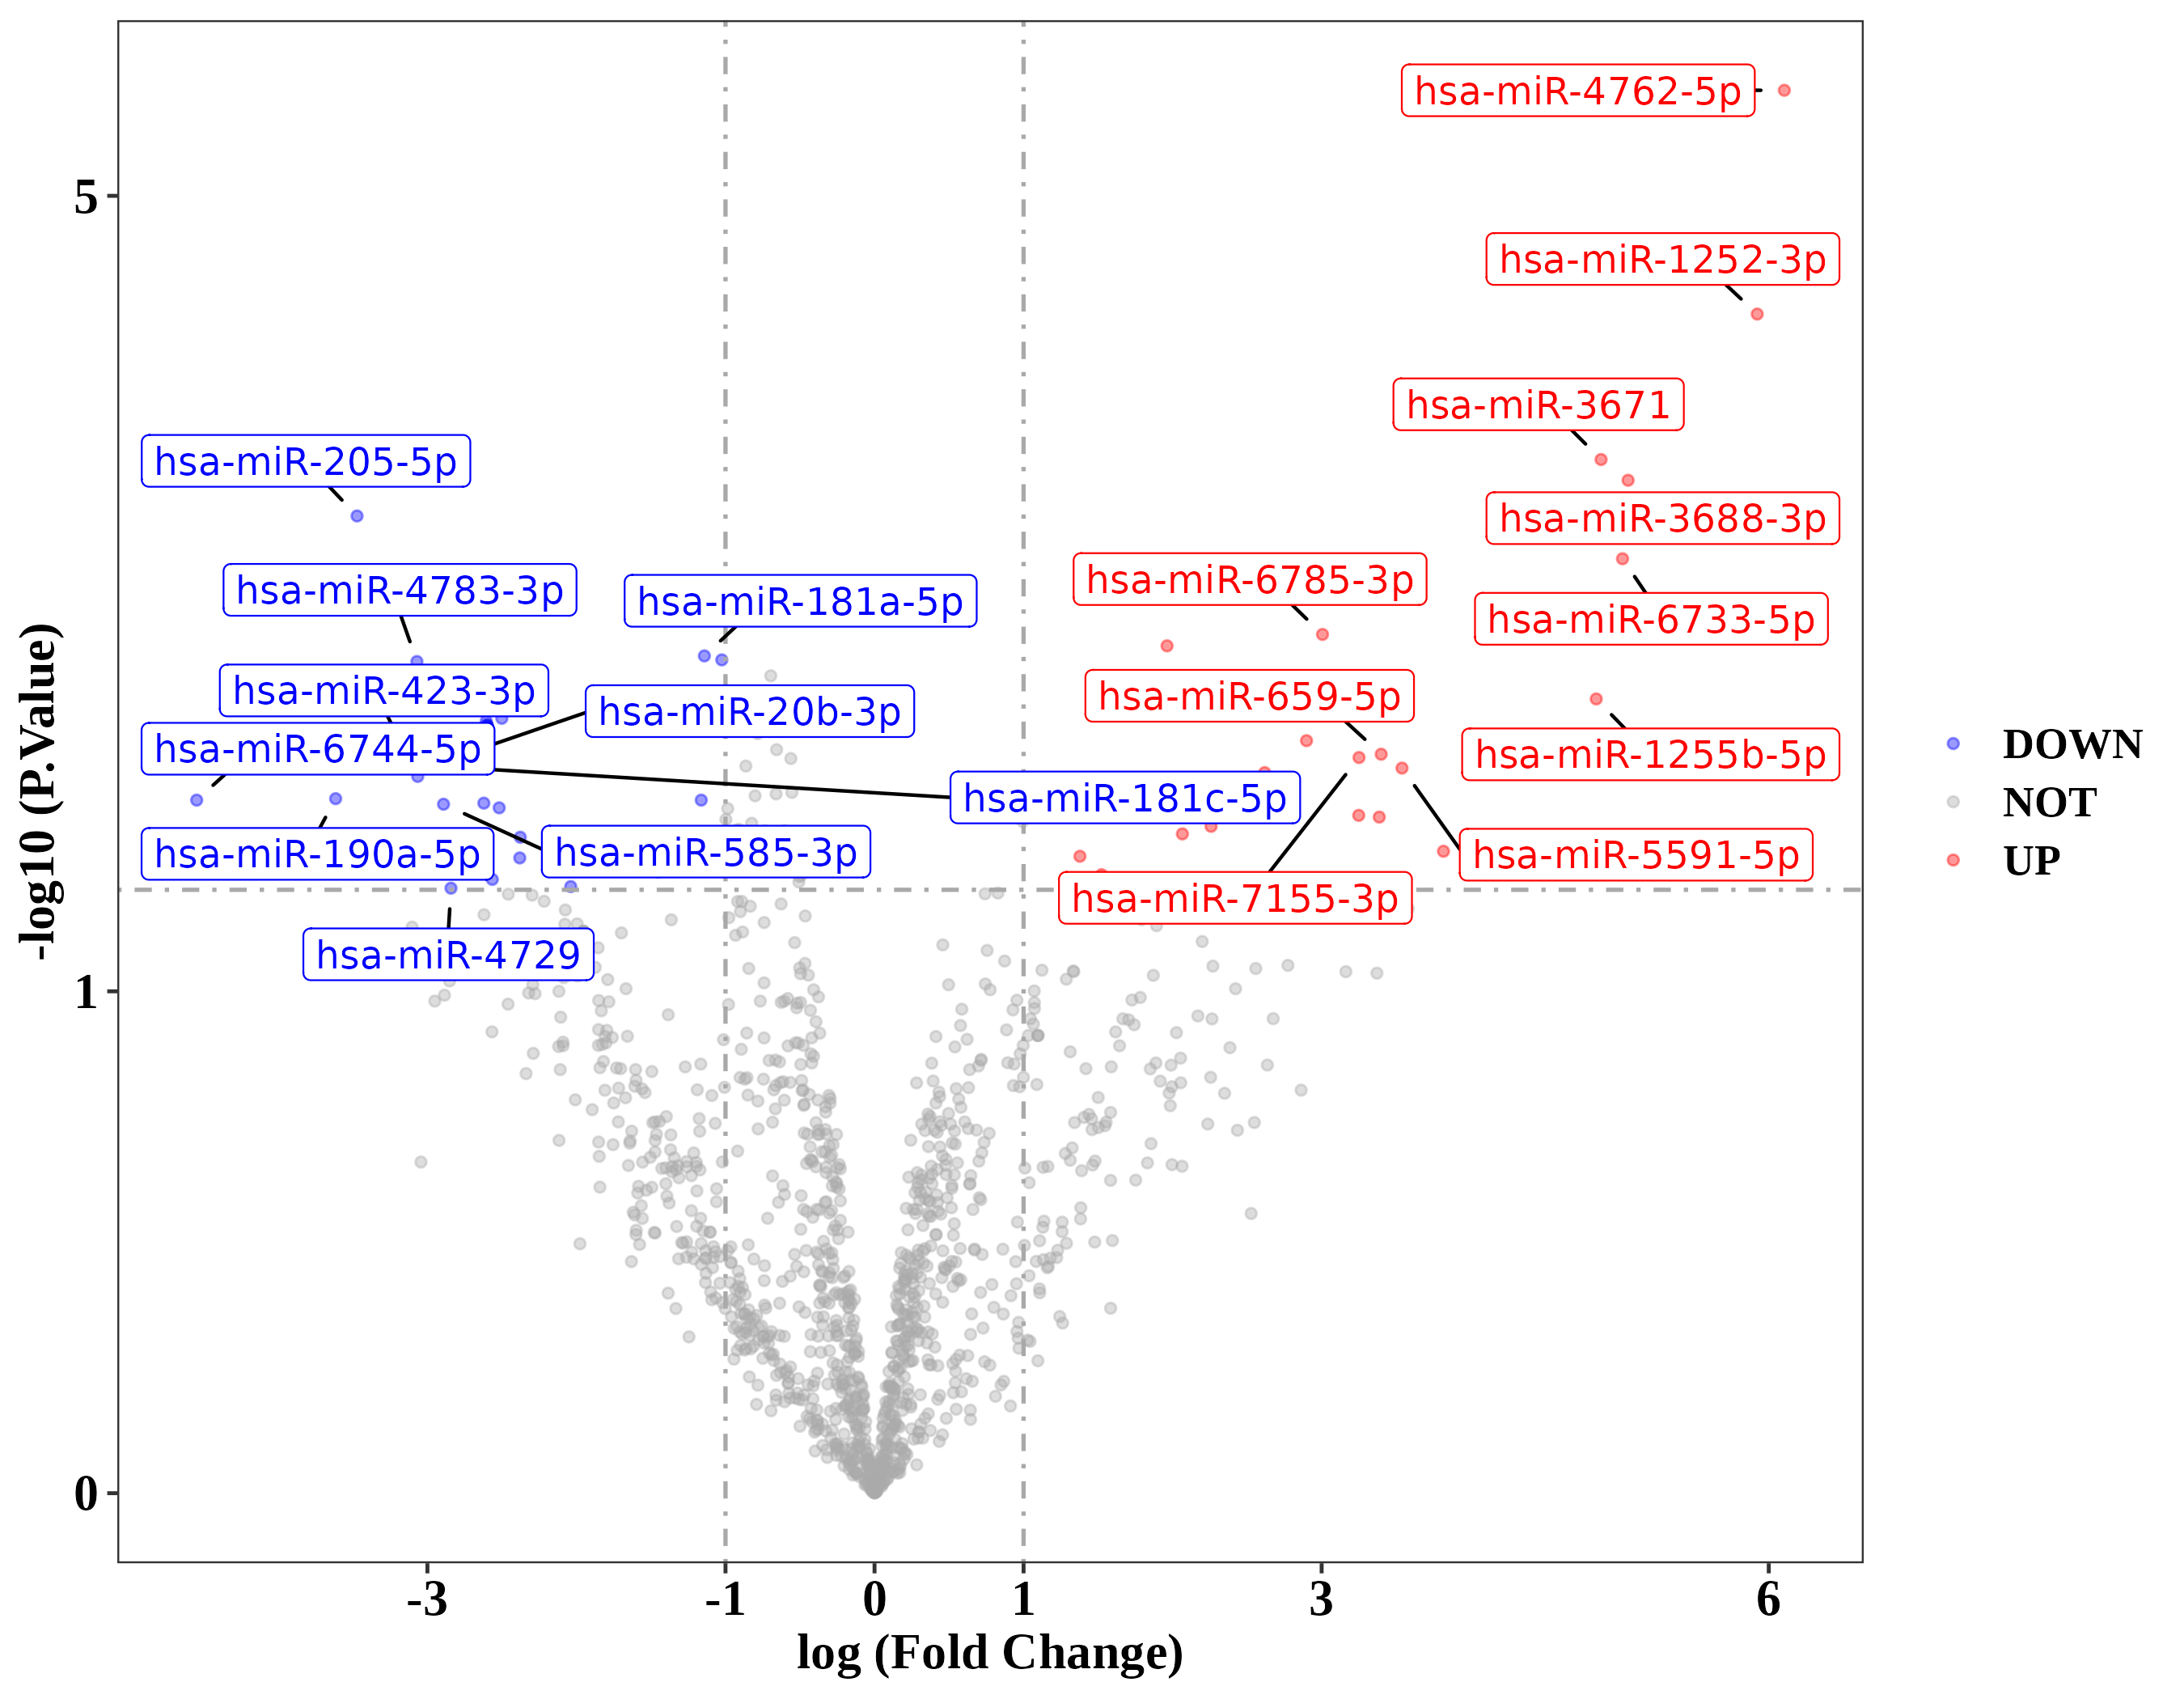 hsa-miR-4762-5p
5
hsa-miR-1252-3p
hsa-miR-3671
hsa-miR-205-5p
hsa-miR-3688-3p
hsa-miR-4783-3p
hsa-miR-181a-5p
hsa-miR-6785-3p
hsa-miR-6733-5p
hsa-miR-423-3p
hsa-miR-20b-3p
hsa-miR-659-5p
hsa-miR-6744-5p
hsa-miR-1255b-5p
hsa-miR-181c-5p
hsa-miR-190a-5p
hsa-miR-585-3p
hsa-miR-5591-5p
hsa-miR-7155-3p
hsa-miR-4729
1
0
-log10 (P.Value)
DOWN
NOT
UP
-3 -1 0 1 3 6
log (Fold Change)